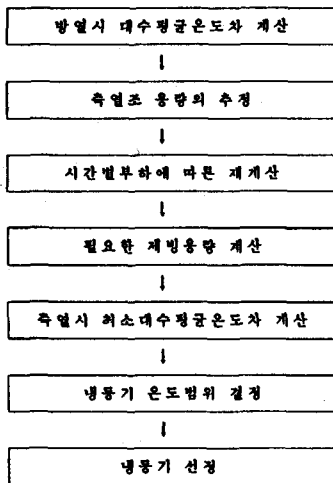 방열시 대수평균온도차 계산
↓
축열조 용량의 추정
↓
시간별부하에 따른 재계산
↓
필요한 제빙용량 계산
↓
축열시 최소대수평균온도차 계산
↓
냉동기 온도범위 결정
↓
냉동기 선정